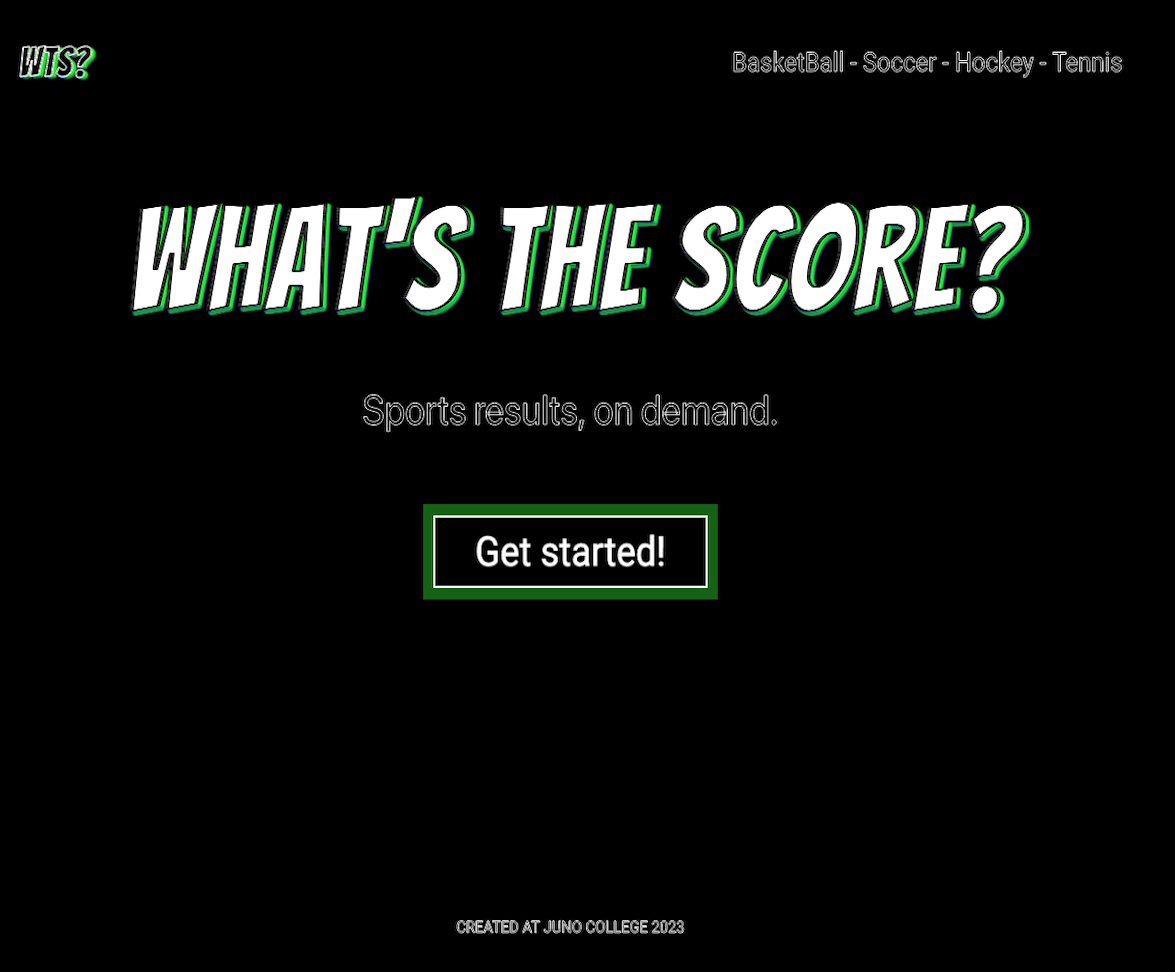 WTS?
BasketBall - Soccer - Hockey - Tennis
WHAT'S THE SCORE?
Sports results, on demand.
Get started!
CREATED AT JUNO COLLEGE 2023